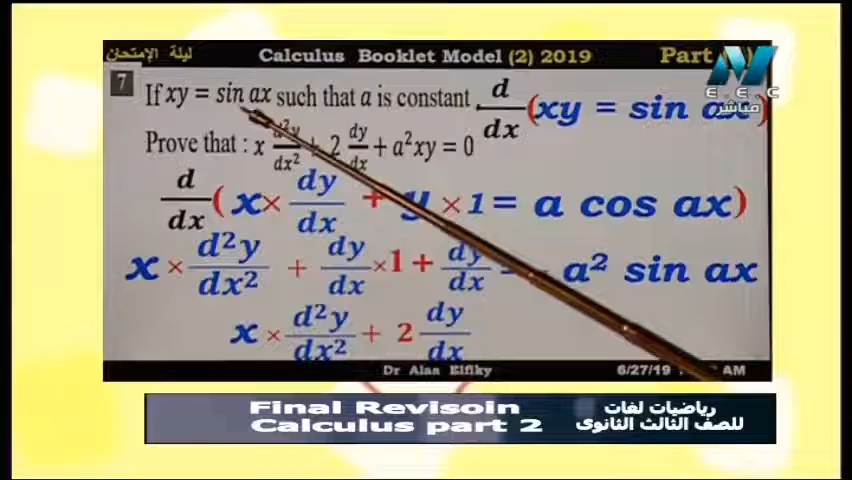 ليلة الإمتحان Calculus Booklet Model (2) 2019 Part
E.E.C
مباشر
7 If xy = sin ax such that a is constant
d/dx (xy = sin ax)
Prove that : x d²y/dx² + 2 dy/dx + a²xy = 0
d/dx (x × dy/dx + y × 1 = a cos ax)
x × d²y/dx² + dy/dx × 1 + dy/dx = - a² sin ax
x × d²y/dx² + 2 dy/dx
Dr Alaa Elfiky 6/27/19 AM
Final Revisoin
Calculus part 2
رياضيات لغات
للصف الثالث الثانوى